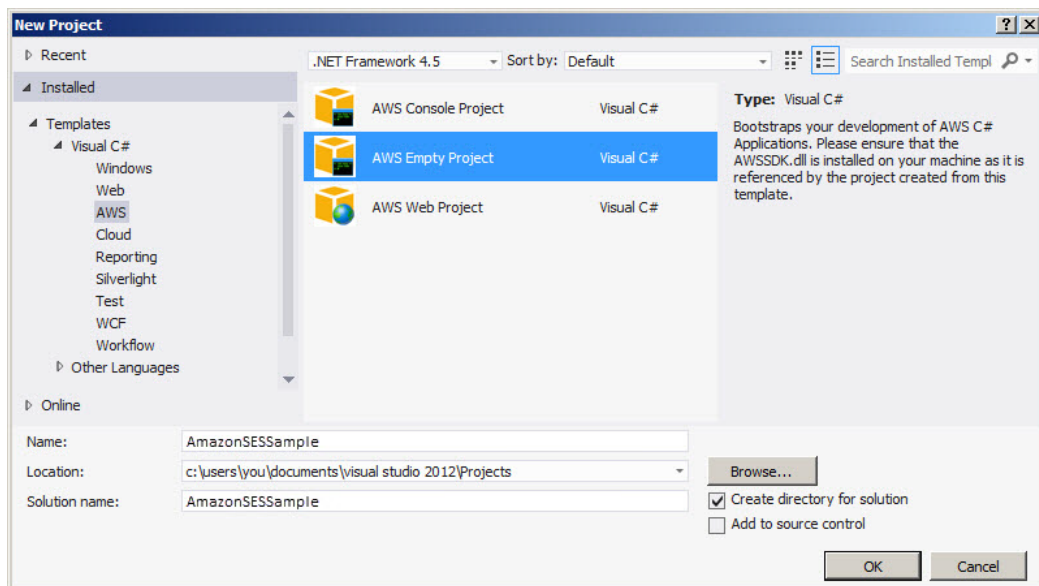 New Project
Recent
.NET Framework 4.5
Sort by: Default
Search Installed Templ
Installed
Templates
Visual C#
Windows
Web
AWS
Cloud
Reporting
Silverlight
Test
WCF
Workflow
Other Languages
Online
AWS Console Project Visual C#
AWS Empty Project Visual C#
AWS Web Project Visual C#
Type: Visual C#
Bootstraps your development of AWS C#
Applications. Please ensure that the
AWSSDK.dll is installed on your machine as it is
referenced by the project created from this
template.
Name: AmazonSESSample
Location: c:\users\you\documents\visual studio 2012\Projects
Browse...
Solution name: AmazonSESSample
Create directory for solution
Add to source control
OK
Cancel